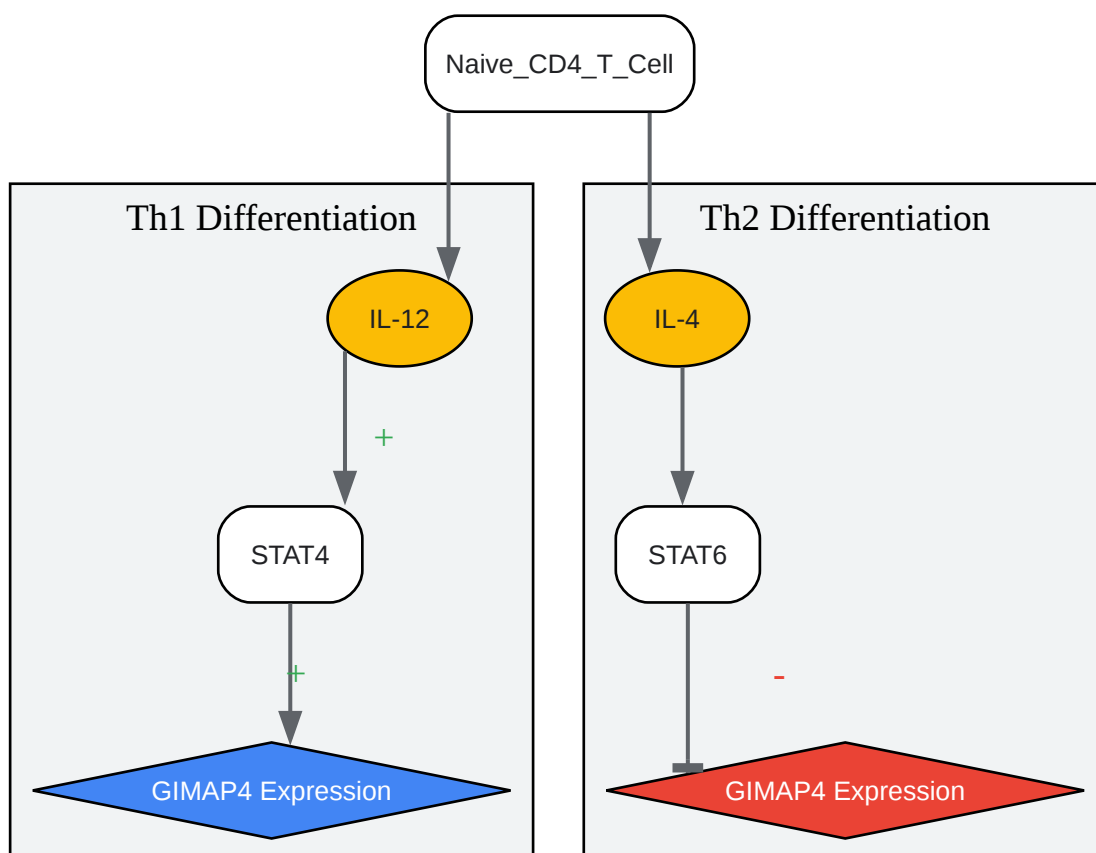 Naive_CD4_T_Cell
Th1 Differentiation
IL-12
+
STAT4
+
GIMAP4 Expression
Th2 Differentiation
IL-4
STAT6
-
GIMAP4 Expression